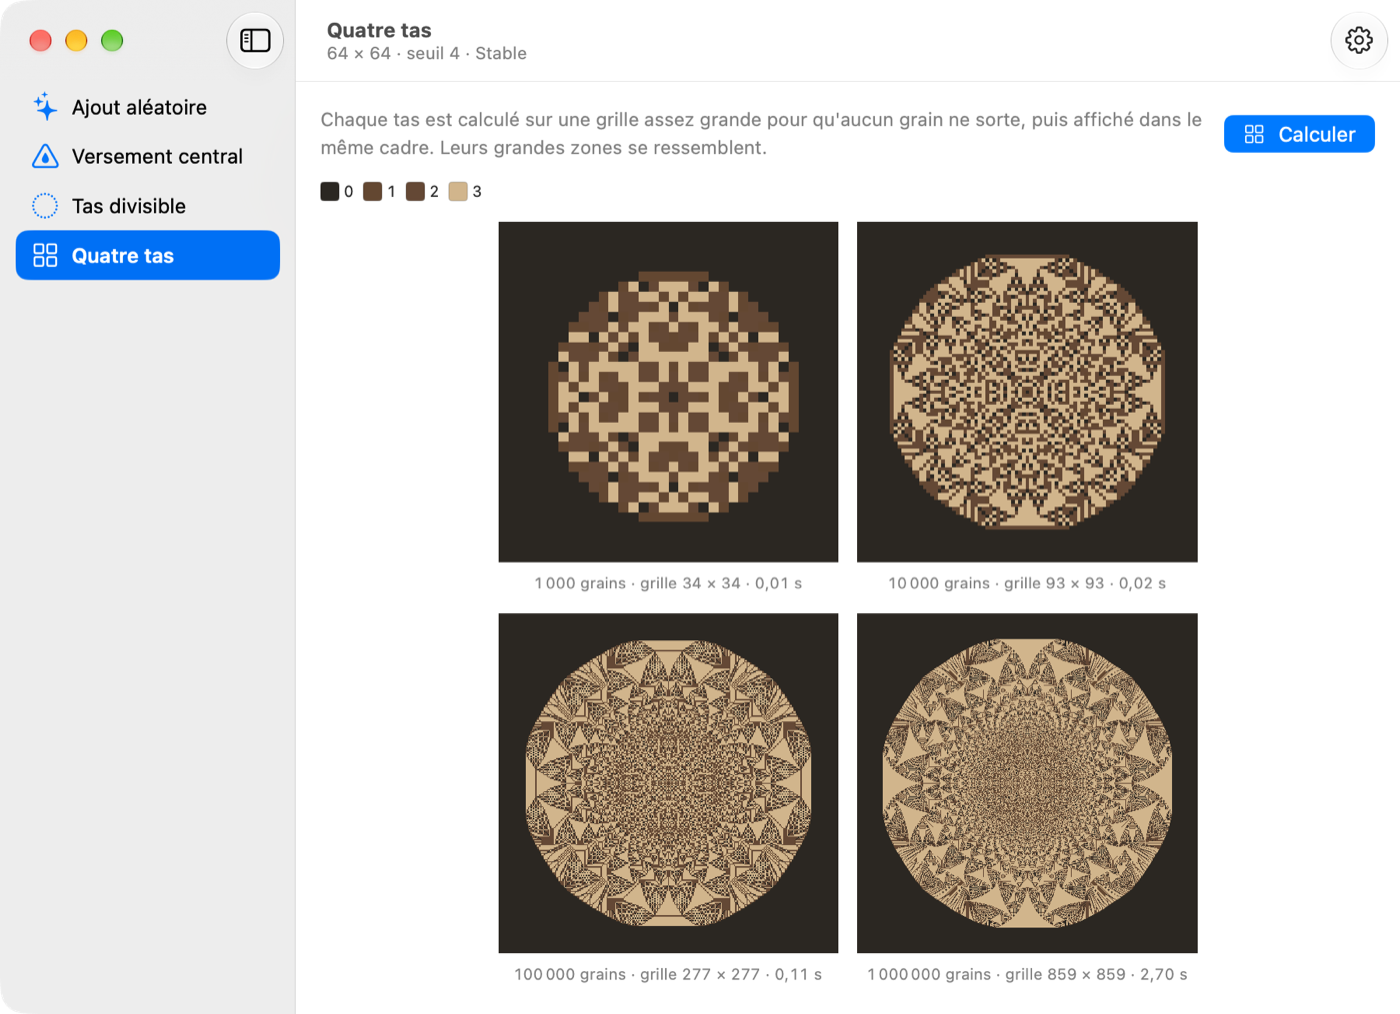 Quatre tas
64 × 64 · seuil 4 · Stable
Ajout aléatoire
Versement central
Tas divisible
Quatre tas
Chaque tas est calculé sur une grille assez grande pour qu'aucun grain ne sorte, puis affiché dans le
même cadre. Leurs grandes zones se ressemblent.
Calculer
0 1 2 3
1 000 grains · grille 34 × 34 · 0,01 s
10 000 grains · grille 93 × 93 · 0,02 s
100 000 grains · grille 277 × 277 · 0,11 s
1 000 000 grains · grille 859 × 859 · 2,70 s